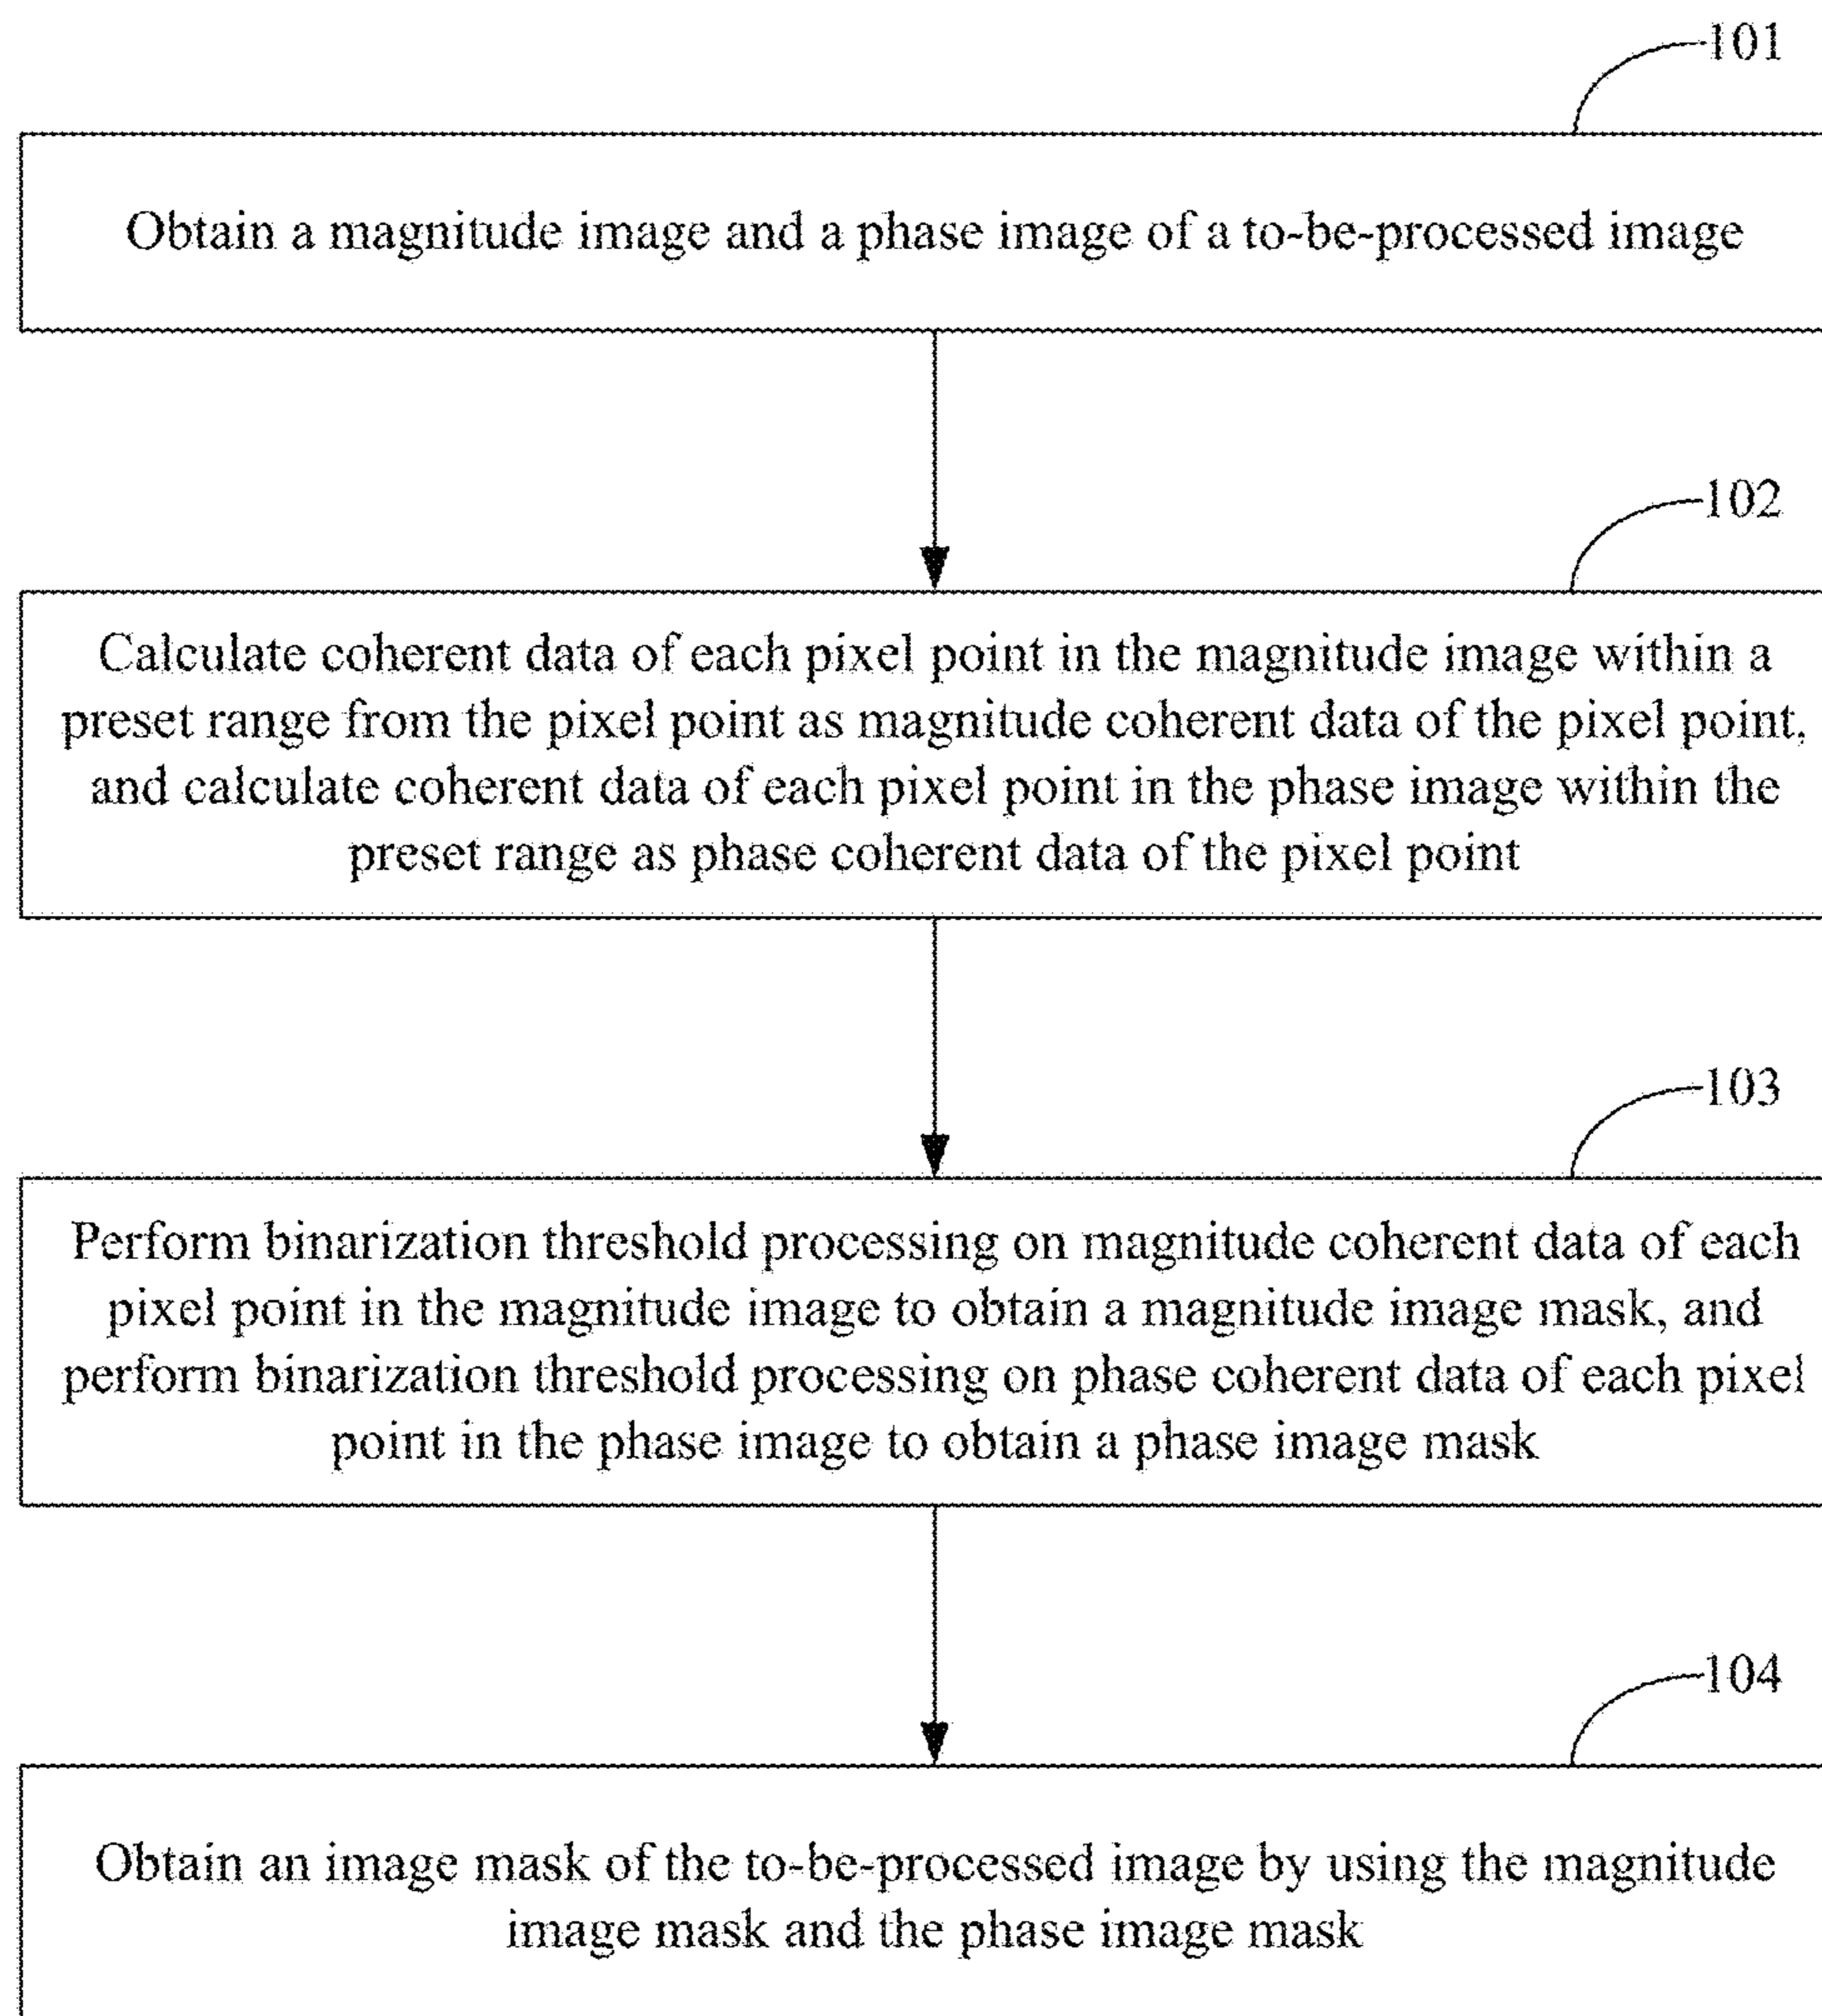 101
Obtain a magnitude image and a phase image of a to-be-processed image
102
Calculate coherent data of each pixel point in the magnitude image within a
preset range from the pixel point as magnitude coherent data of the pixel point,
and calculate coherent data of each pixel point in the phase image within the
preset range as phase coherent data of the pixel point
103
Perform binarization threshold processing on magnitude coherent data of each
pixel point in the magnitude image to obtain a magnitude image mask, and
perform binarization threshold processing on phase coherent data of each pixel
point in the phase image to obtain a phase image mask
104
Obtain an image mask of the to-be-processed image by using the magnitude
image mask and the phase image mask